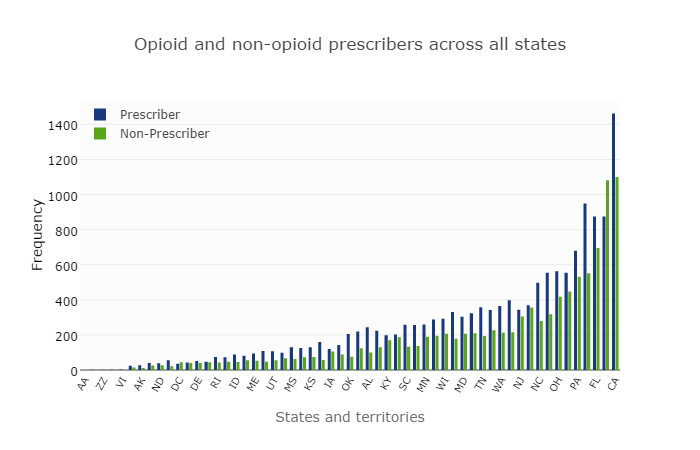 Opioid and non-opioid prescribers across all states
Prescriber
Non-Prescriber
1400
1200
1000
800
600
400
200
0
Frequency
AA ZZ VI AK ND DC DE RI ID ME UT MS KS IA OK AL KY SC MN WI MD TN WA NJ NC OH PA FL CA
States and territories